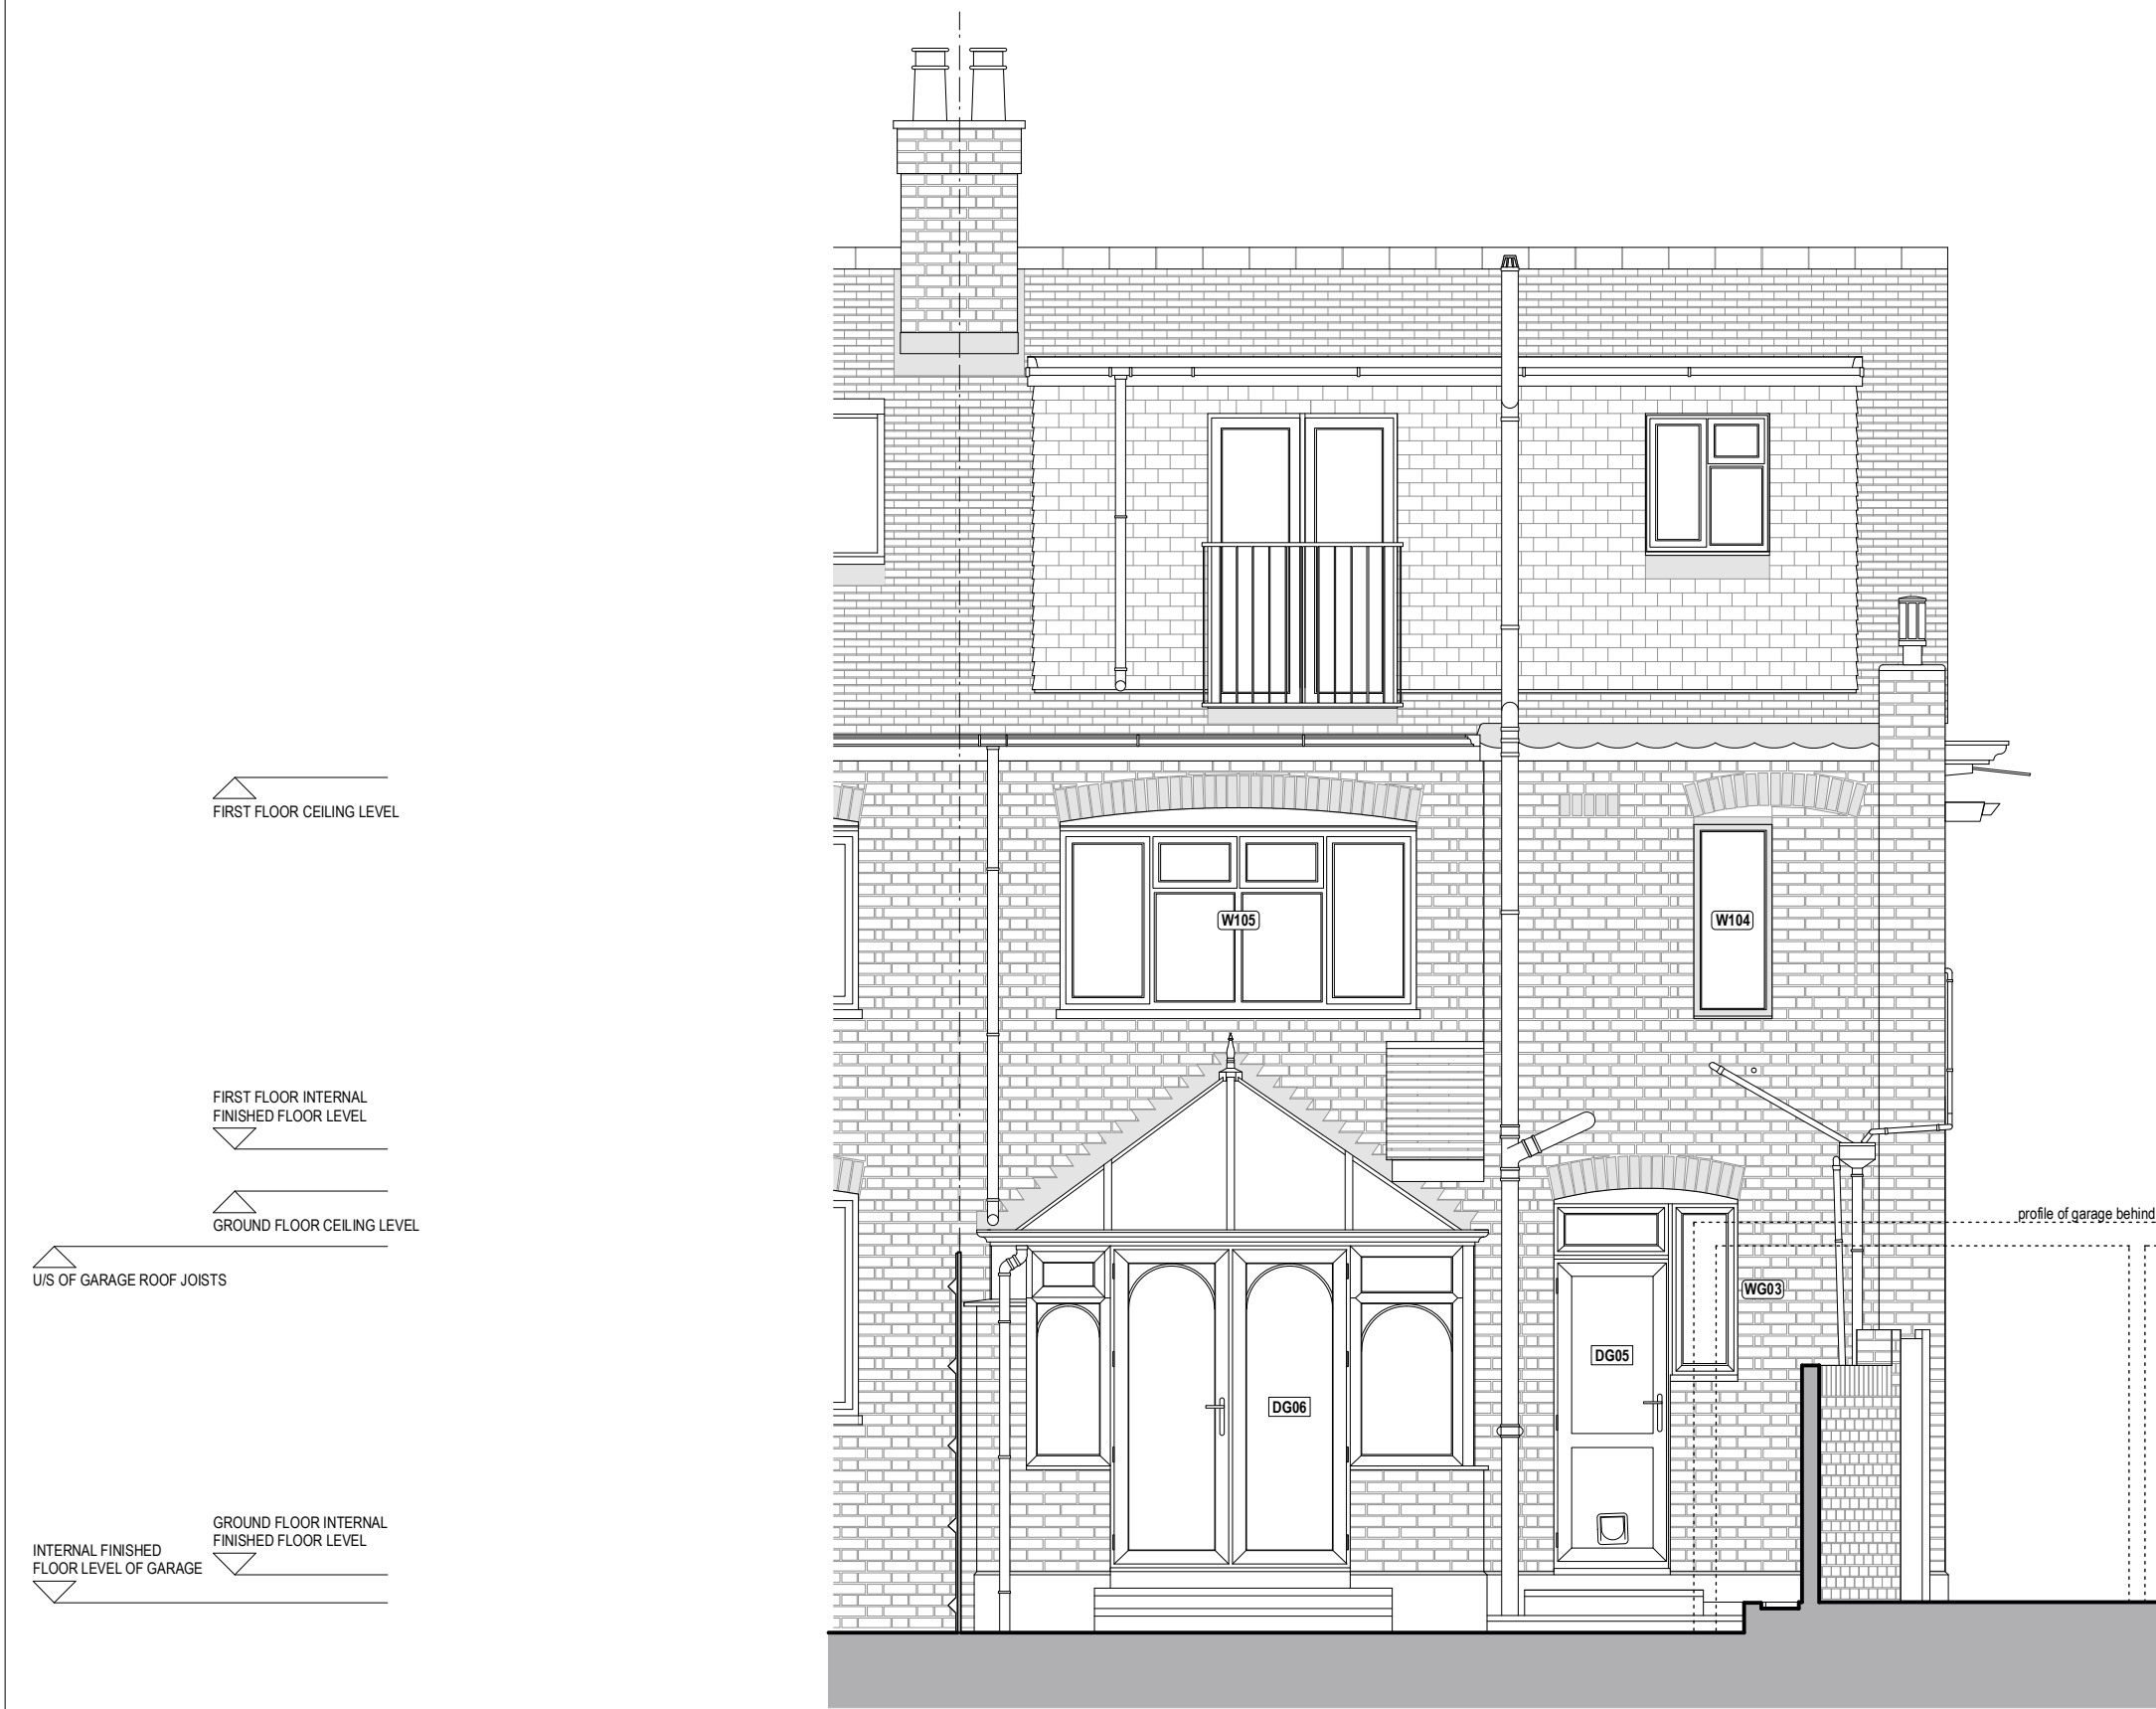 FIRST FLOOR CEILING LEVEL
W105
W104
FIRST FLOOR INTERNAL
FINISHED FLOOR LEVEL
GROUND FLOOR CEILING LEVEL
profile of garage behind
U/S OF GARAGE ROOF JOISTS
WG03
DG05
DG06
GROUND FLOOR INTERNAL
FINISHED FLOOR LEVEL
INTERNAL FINISHED
FLOOR LEVEL OF GARAGE